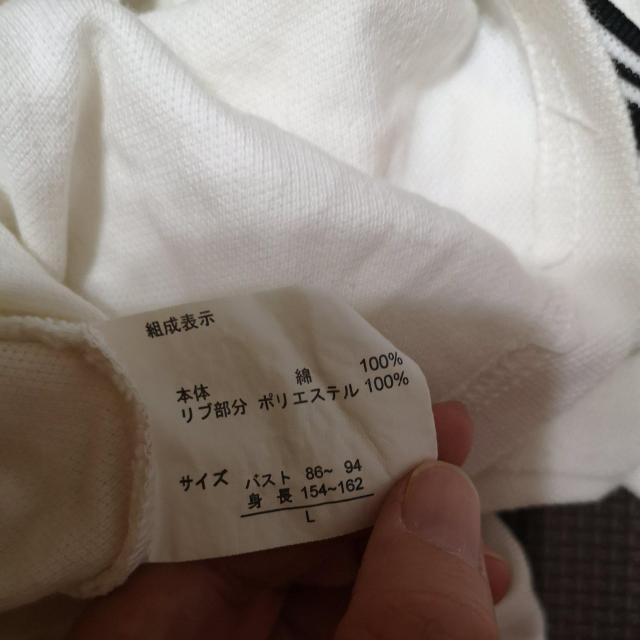 組成表示
本体 綿 100%
リブ部分 ポリエステル 100%
サイズ バスト 86~ 94
身 長 154~162
L